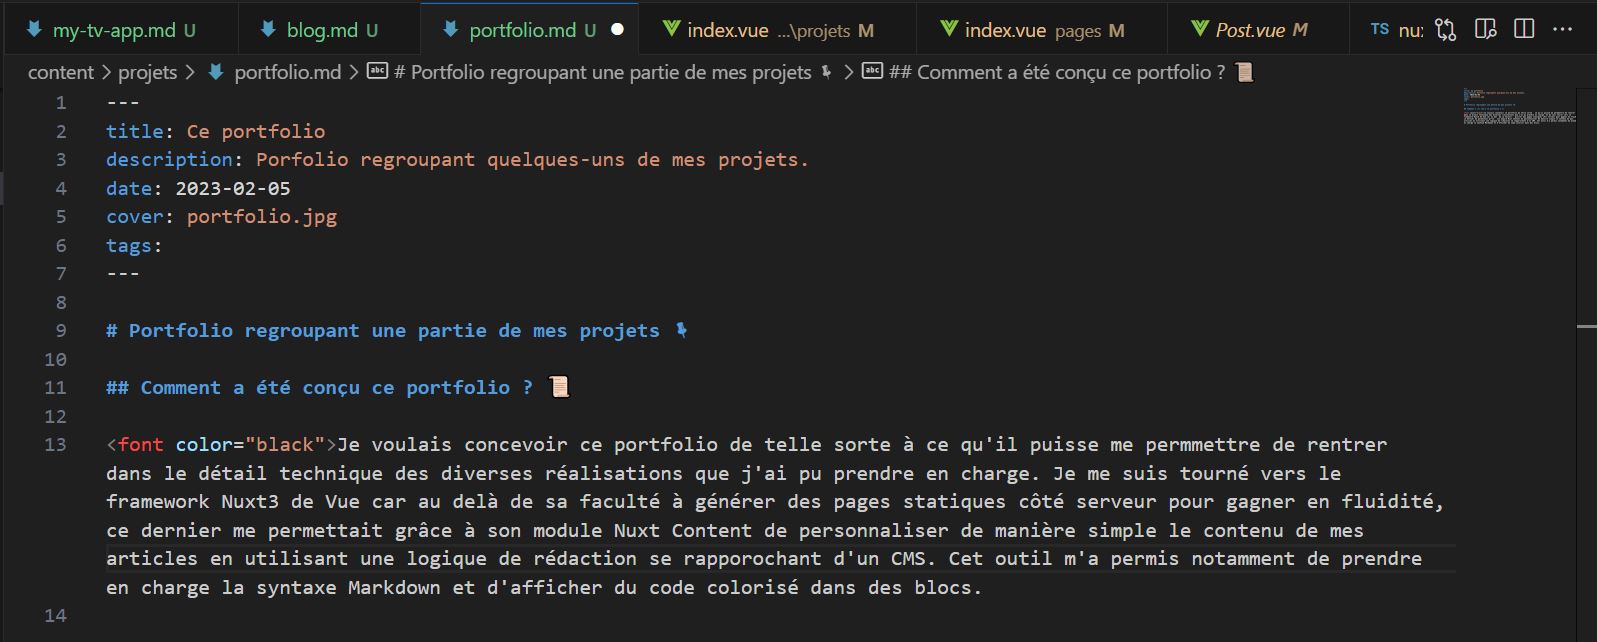 my-tv-app.md U blog.md U portfolio.md U index.vue ...\projets M index.vue pages M Post.vue M TS nux
content > projets > portfolio.md > # Portfolio regroupant une partie de mes projets > ## Comment a été conçu ce portfolio ? 📜
1 ---
2 title: Ce portfolio
3 description: Porfolio regroupant quelques-uns de mes projets.
4 date: 2023-02-05
5 cover: portfolio.jpg
6 tags:
7 ---
8
9 # Portfolio regroupant une partie de mes projets
10
11 ## Comment a été conçu ce portfolio ? 📜
12
13 <font color="black">Je voulais concevoir ce portfolio de telle sorte à ce qu'il puisse me permmettre de rentrer
dans le détail technique des diverses réalisations que j'ai pu prendre en charge. Je me suis tourné vers le
framework Nuxt3 de Vue car au delà de sa faculté à générer des pages statiques côté serveur pour gagner en fluidité,
ce dernier me permettait grâce à son module Nuxt Content de personnaliser de manière simple le contenu de mes
articles en utilisant une logique de rédaction se rapporochant d'un CMS. Cet outil m'a permis notamment de prendre
en charge la syntaxe Markdown et d'afficher du code colorisé dans des blocs.
14